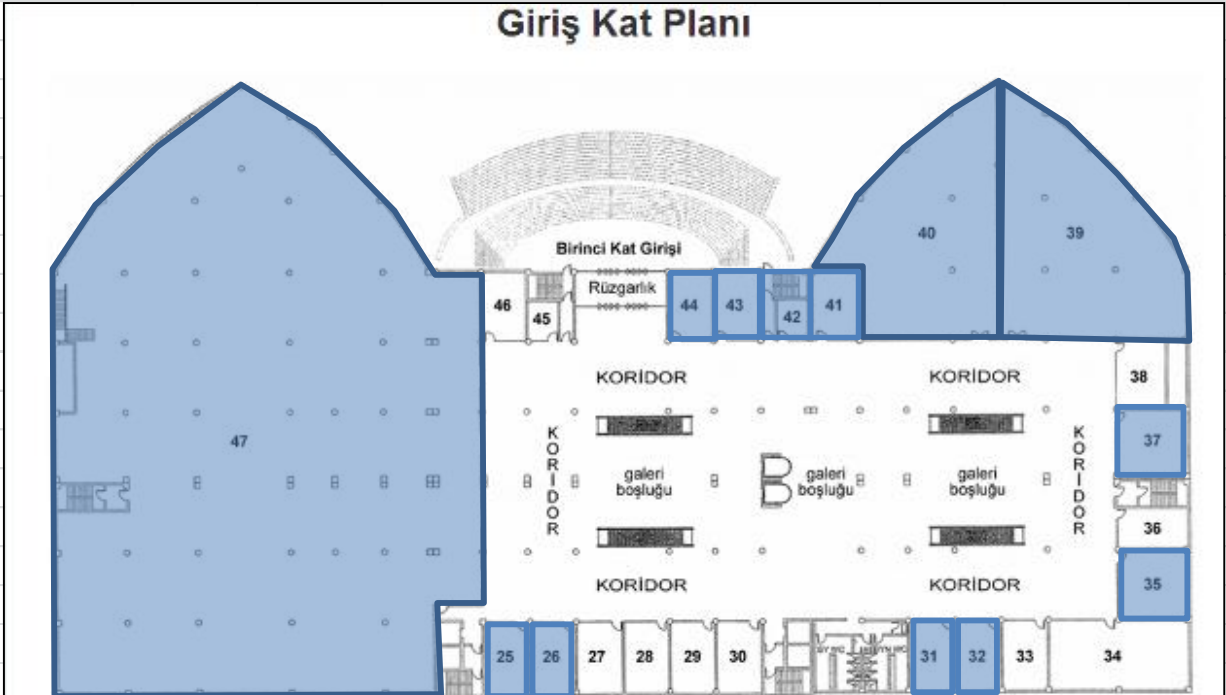 Giriş Kat Planı
40
39
Birinci Kat Girişi
Rüzgarlık
46
45
44
43
42
41
KORİDOR
KORİDOR
38
47
KORİDOR
galeri
boşluğu
galeri
boşluğu
galeri
boşluğu
KORİDOR
37
36
KORİDOR
KORİDOR
35
25
26
27
28
29
30
31
32
33
34